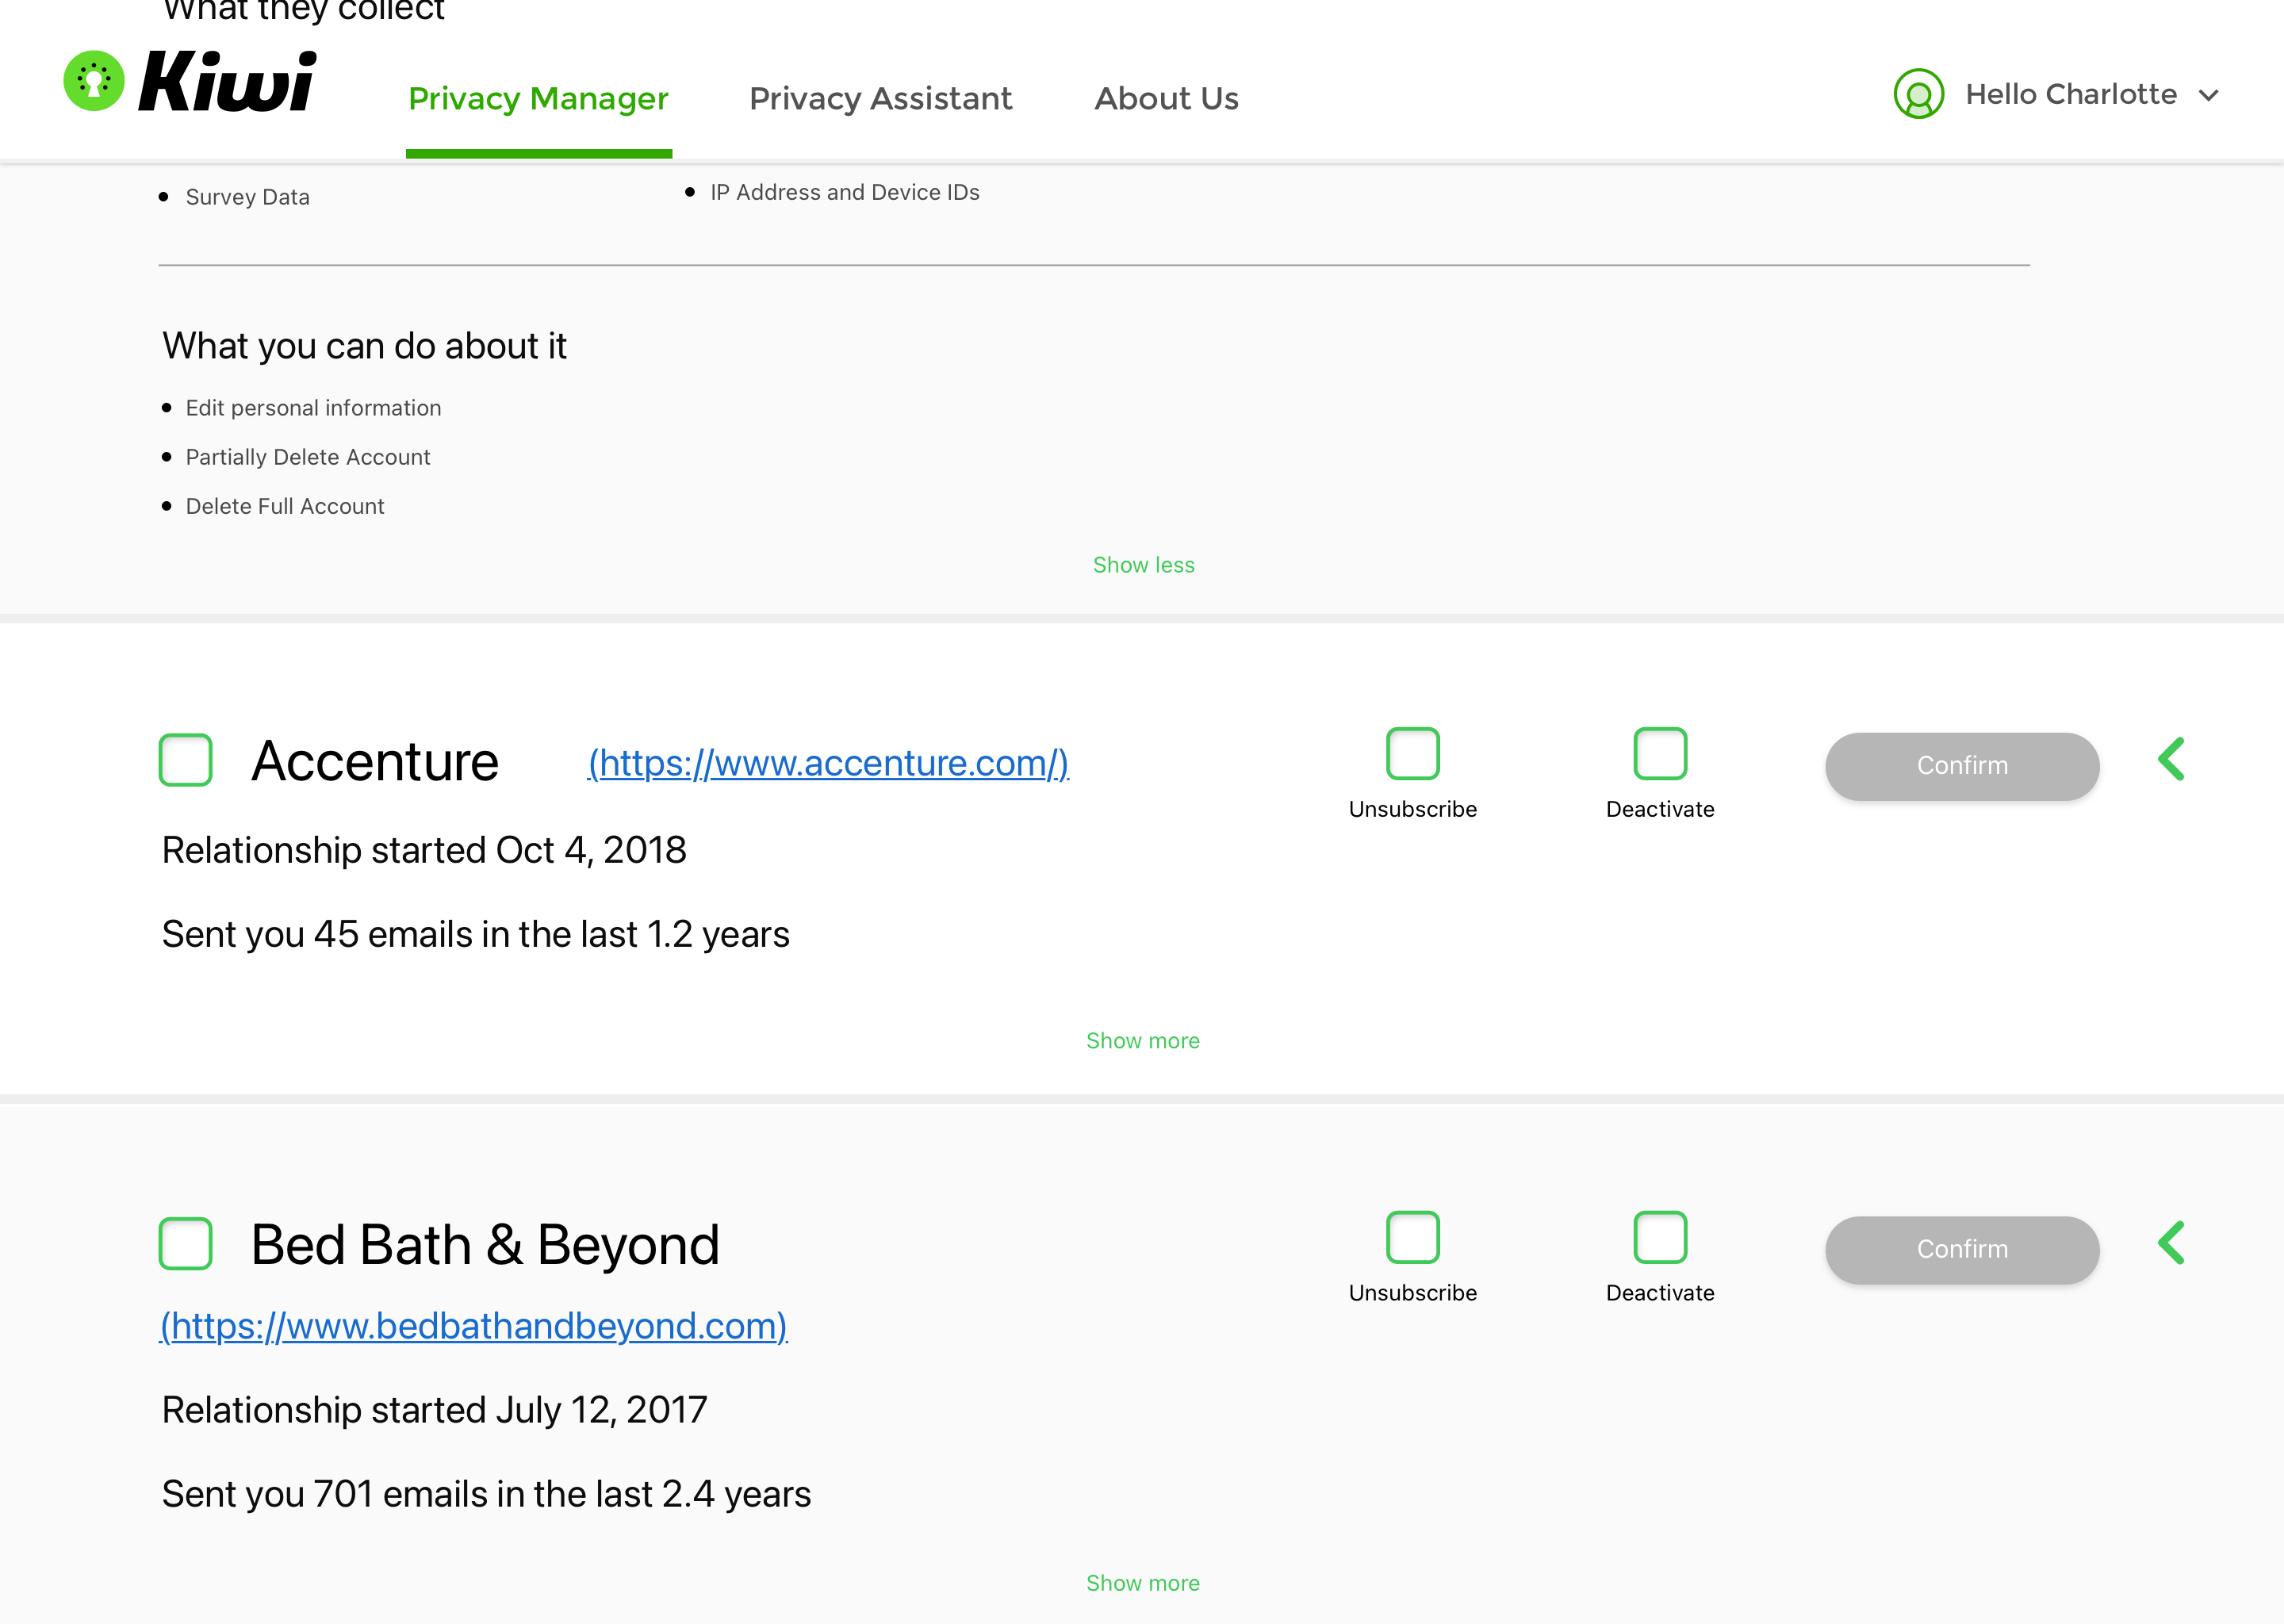 What they collect
Kiwi
Privacy Manager
Privacy Assistant
About Us
Hello Charlotte
Survey Data
IP Address and Device IDs
What you can do about it
Edit personal information
Partially Delete Account
Delete Full Account
Show less
Accenture (https://www.accenture.com/)
Unsubscribe
Deactivate
Confirm
Relationship started Oct 4, 2018
Sent you 45 emails in the last 1.2 years
Show more
Bed Bath & Beyond
Unsubscribe
Deactivate
Confirm
(https://www.bedbathandbeyond.com)
Relationship started July 12, 2017
Sent you 701 emails in the last 2.4 years
Show more